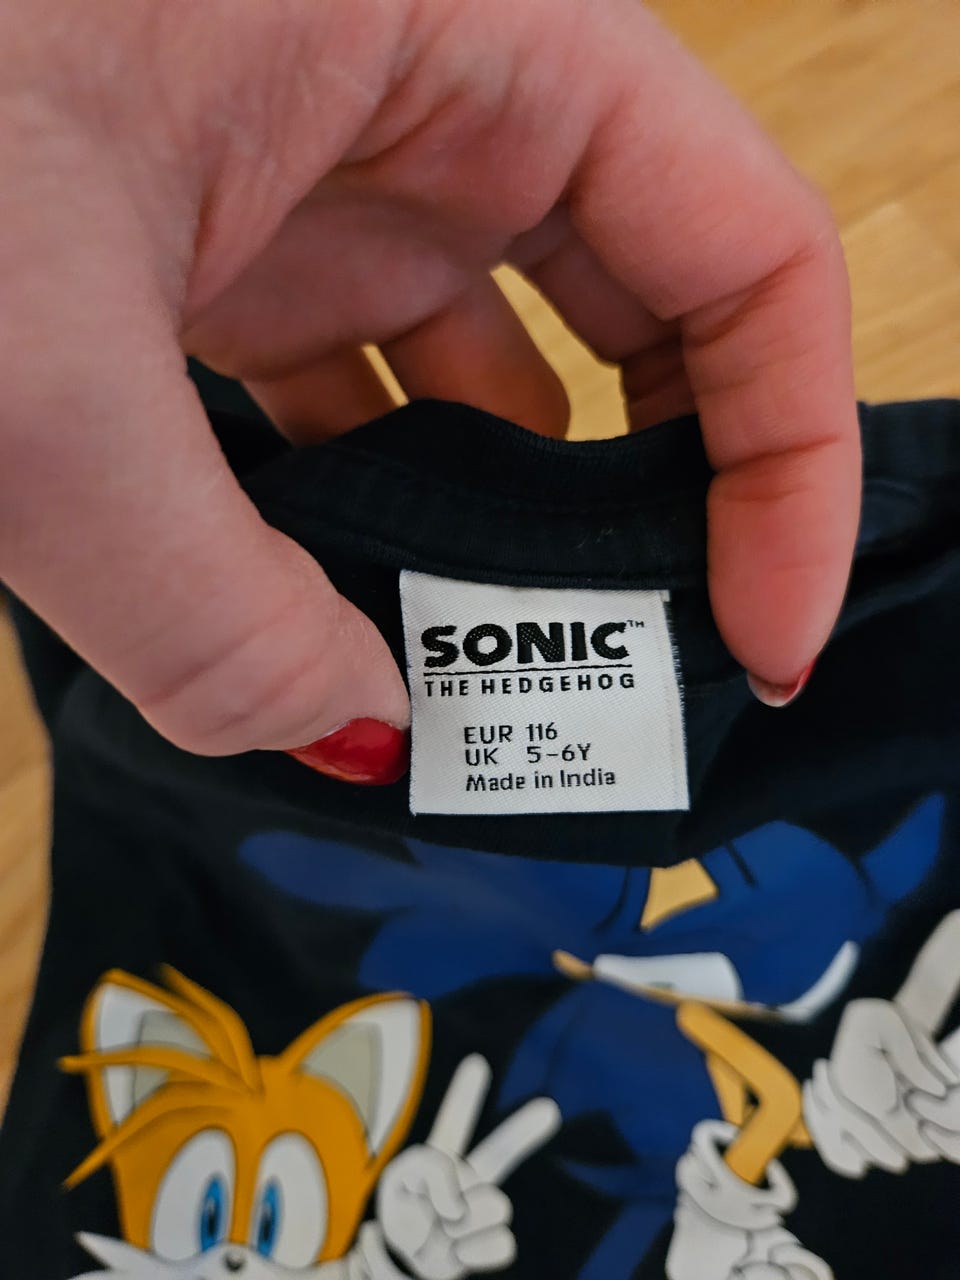 SONIC™
THE HEDGEHOG
EUR 116
UK 5-6Y
Made in India